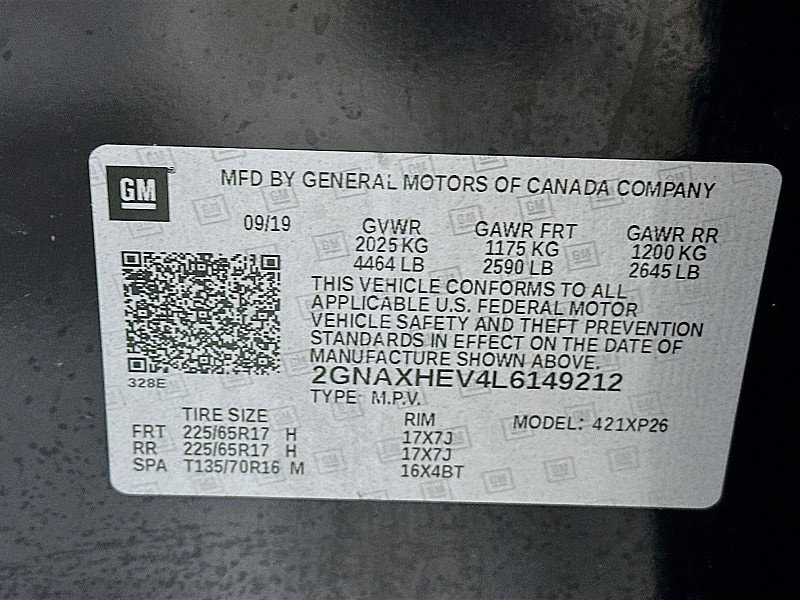 GM
MFD BY GENERAL MOTORS OF CANADA COMPANY
09/19 GVWR GAWR FRT GAWR RR
2025 KG 1175 KG 1200 KG
4464 LB 2590 LB 2645 LB
THIS VEHICLE CONFORMS TO ALL
APPLICABLE U.S. FEDERAL MOTOR
VEHICLE SAFETY AND THEFT PREVENTION
STANDARDS IN EFFECT ON THE DATE OF
MANUFACTURE SHOWN ABOVE.
328E 2GNAXHEV4L6149212
TYPE: M.P.V.
TIRE SIZE RIM MODEL: 421XP26
FRT 225/65R17 H 17X7J
RR 225/65R17 H 17X7J
SPA T135/70R16 M 16X4BT